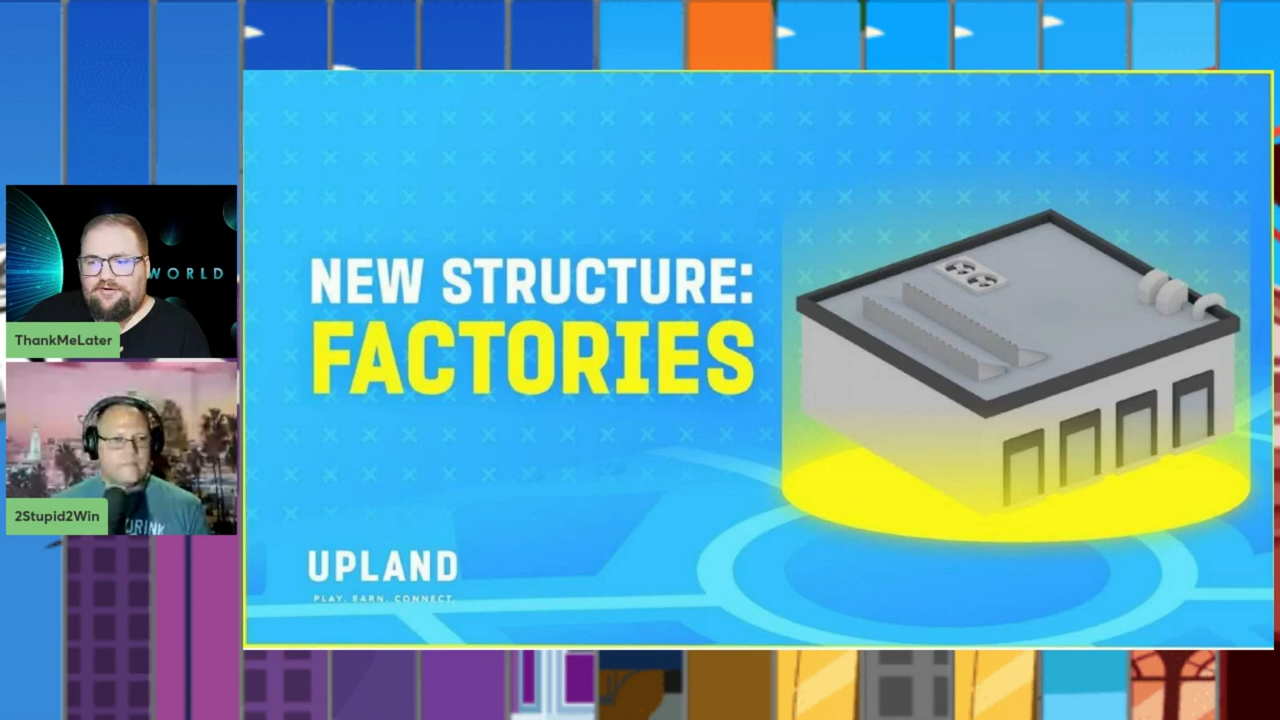 WORLD
ThankMeLater
2Stupid2Win
NEW STRUCTURE:
FACTORIES
UPLAND
PLAY. EARN. CONNECT.